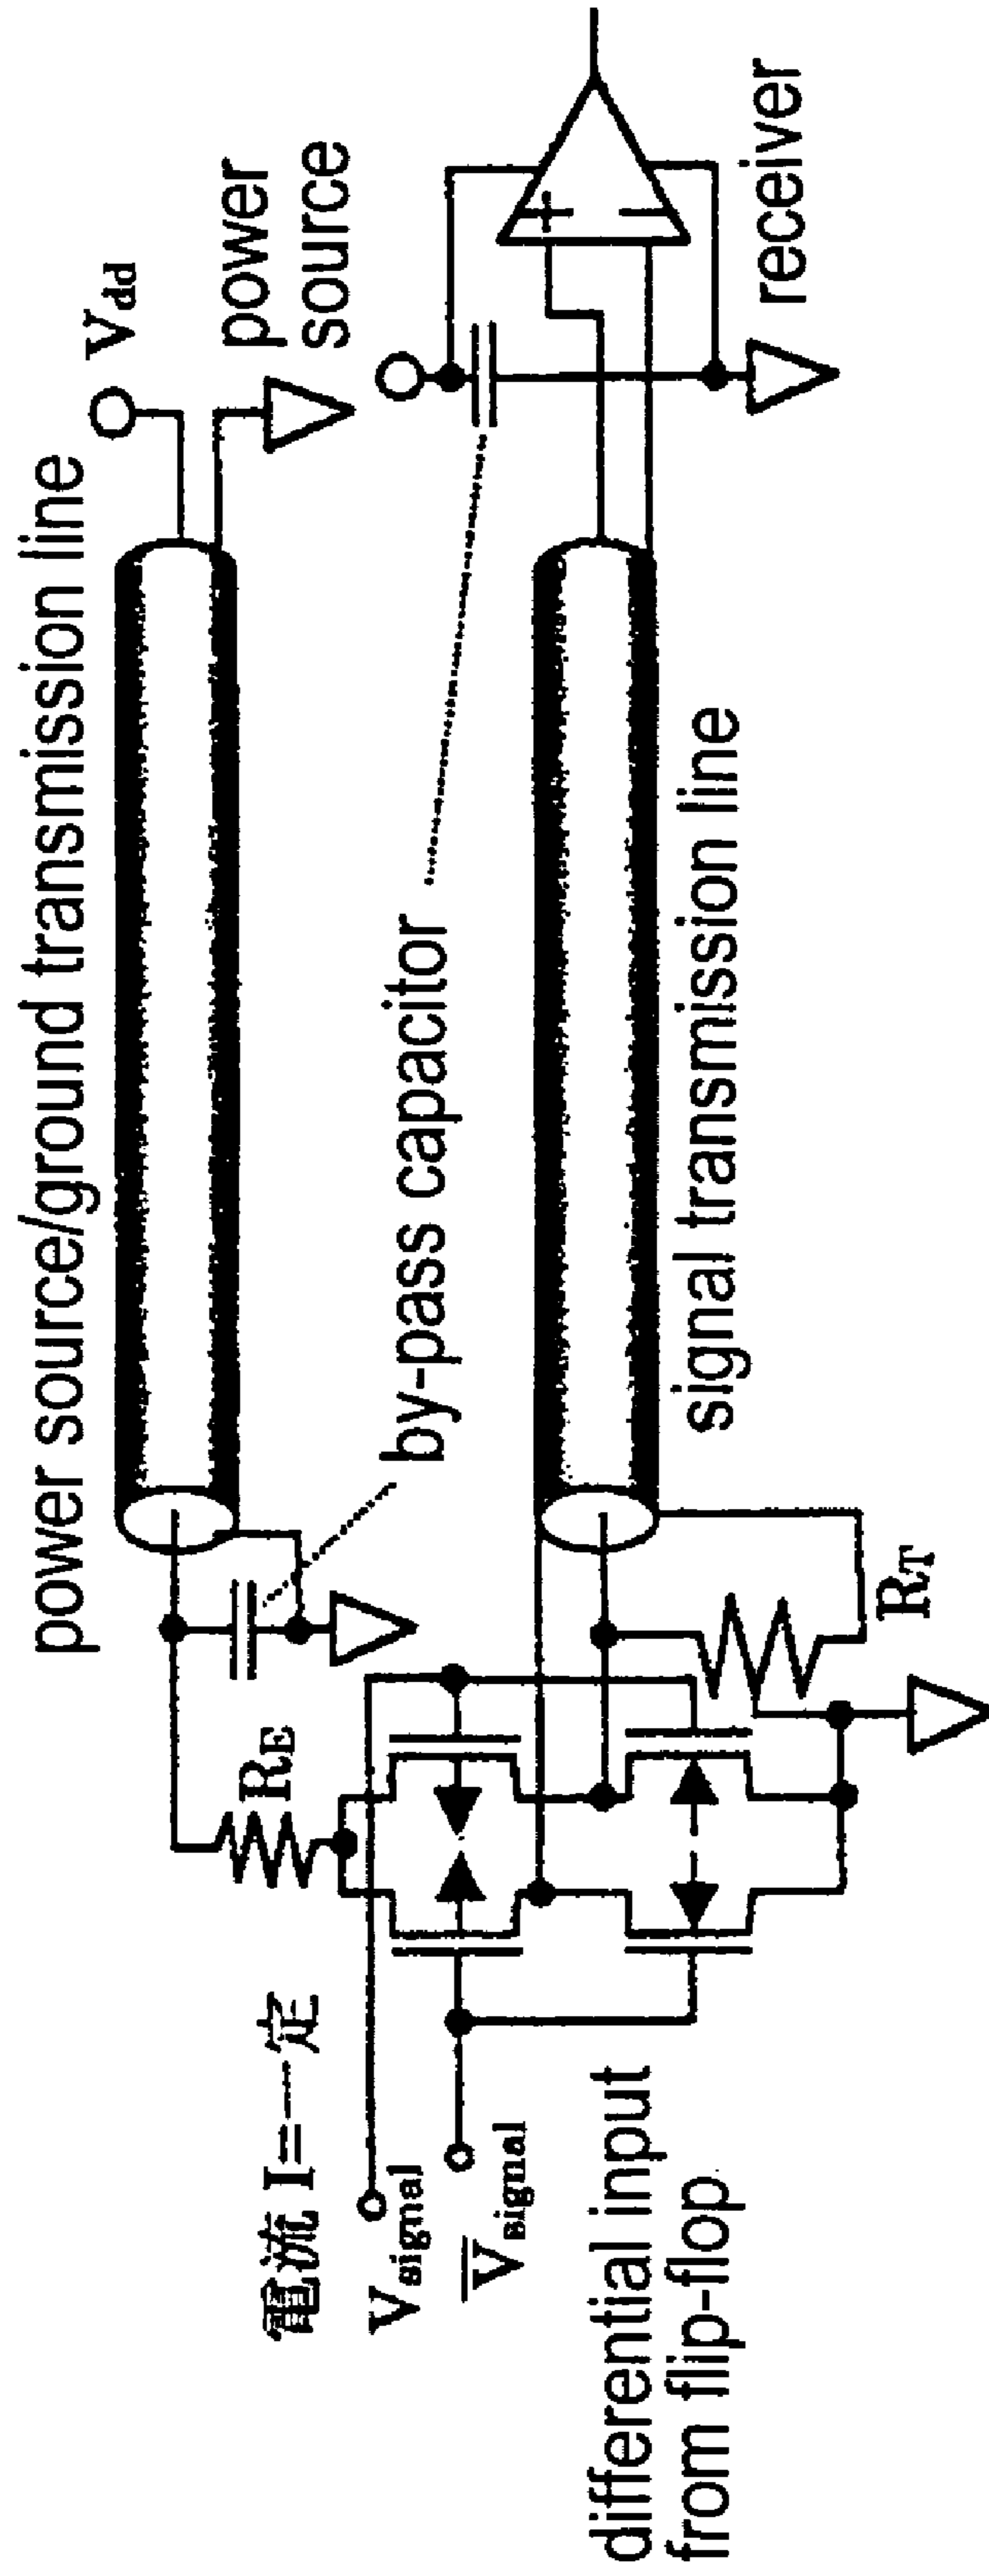 power source/ground transmission line
Vdd
power
source
RE
by-pass capacitor
電流 I=一定
Vsignal
V̅signal
differential input
from flip-flop
signal transmission line
RT
+
−
receiver